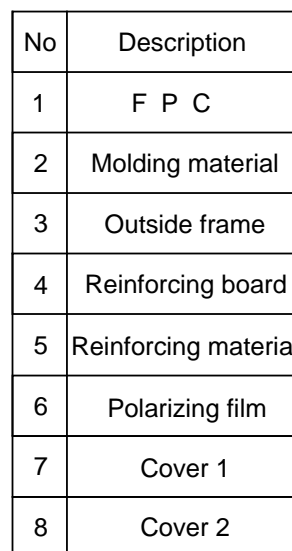 No Description
1 F P C
2 Molding material
3 Outside frame
4 Reinforcing board
5 Reinforcing materia
6 Polarizing film
7 Cover 1
8 Cover 2